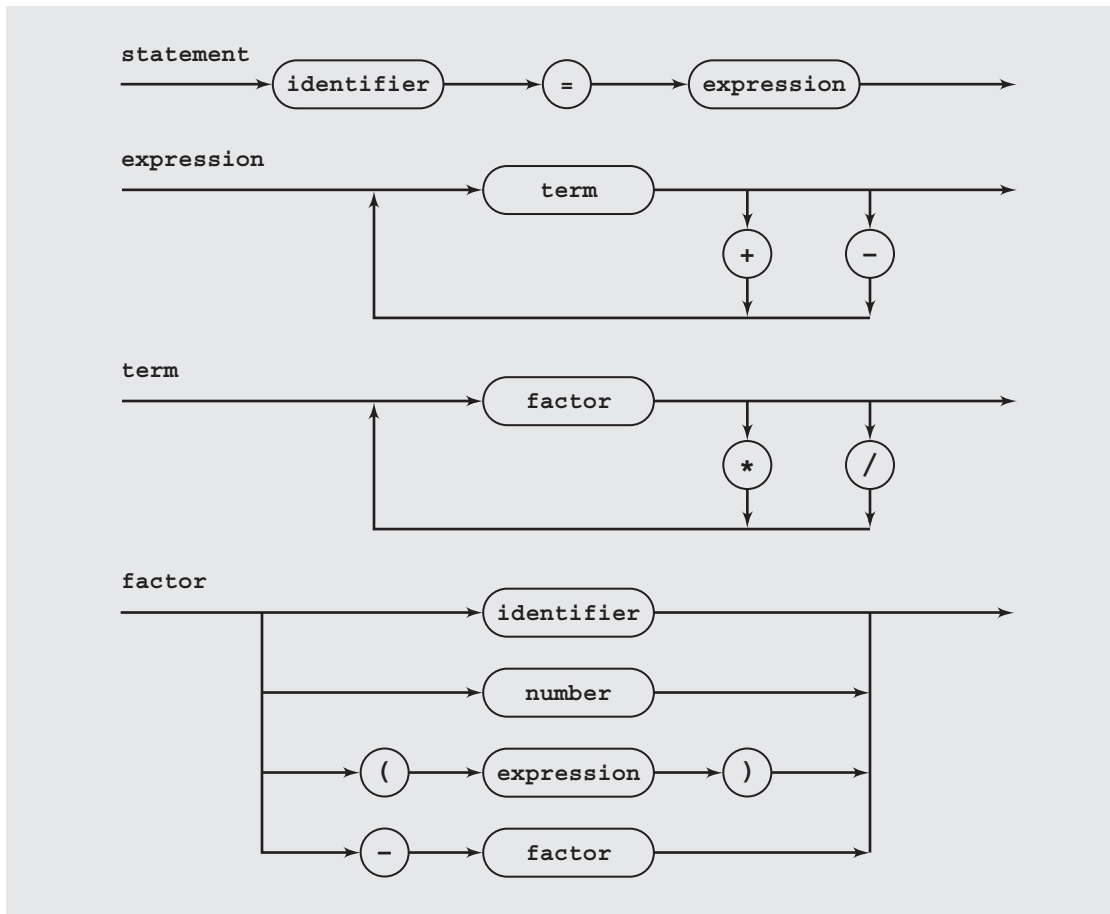 statement
identifier = expression
expression
term
+ -
term
factor
* /
factor
identifier
number
( expression )
- factor